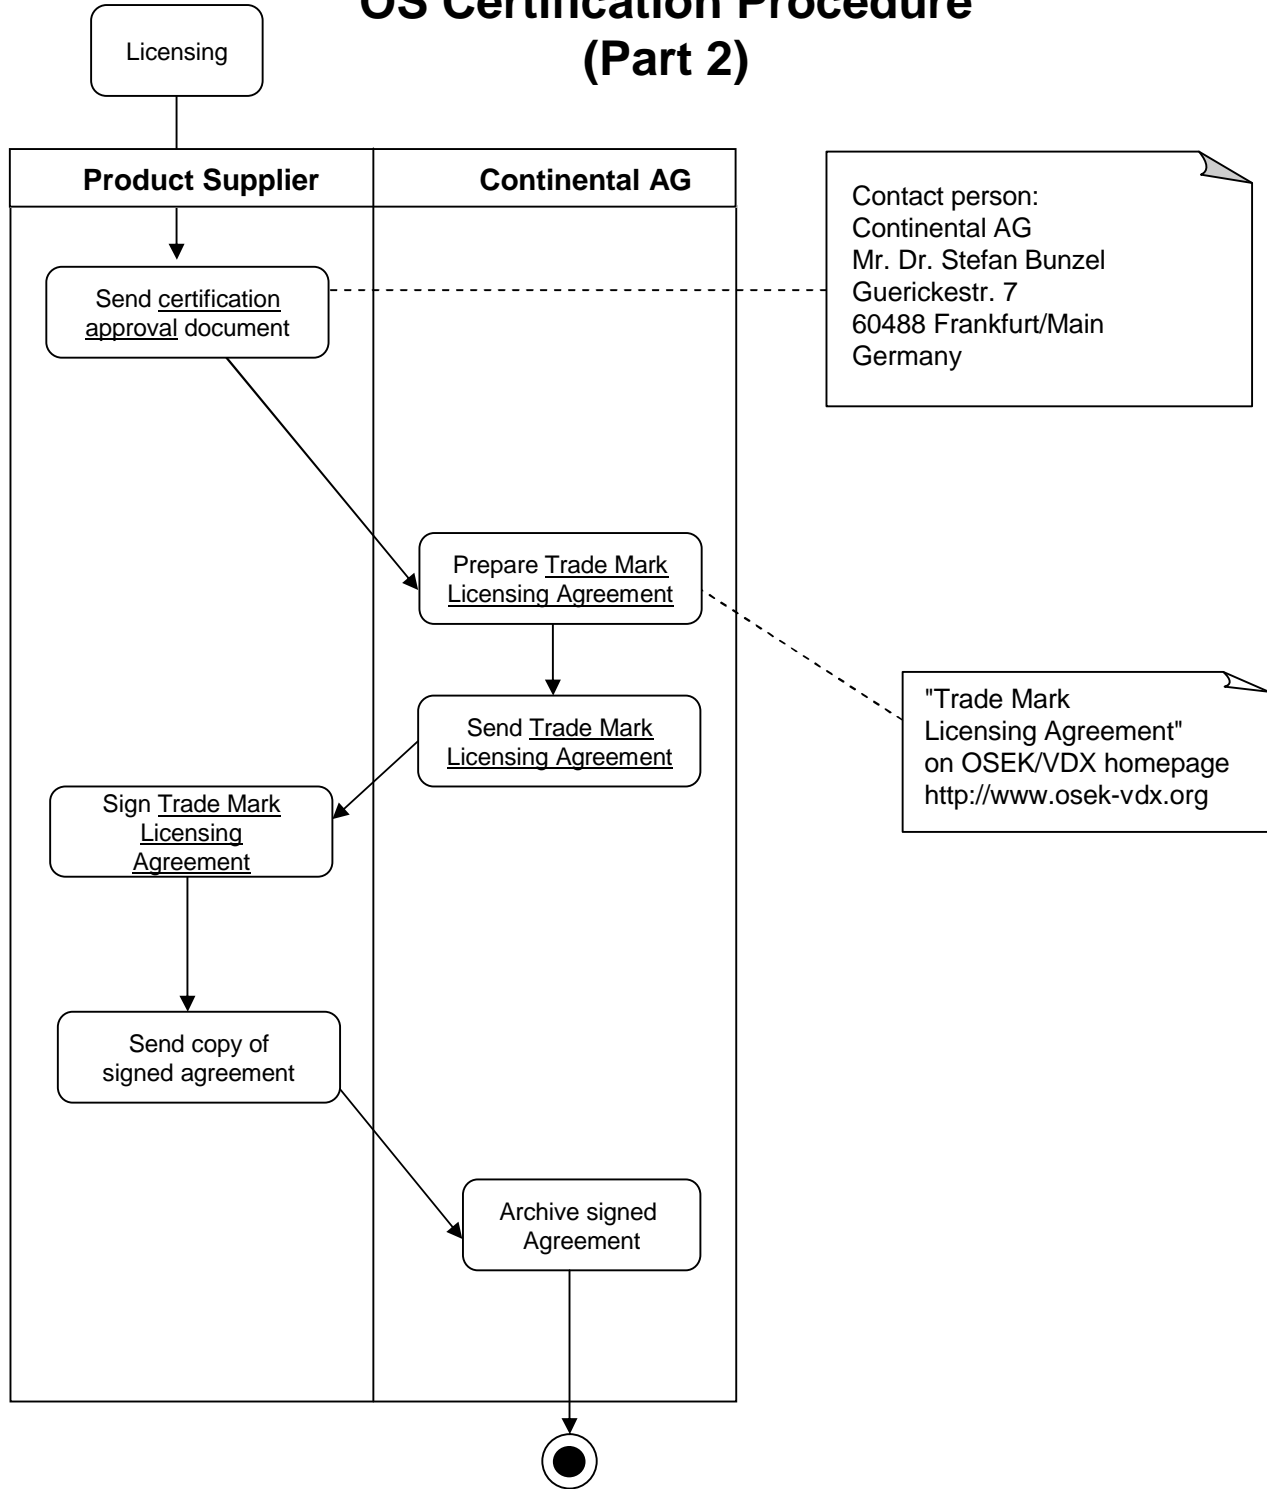 OS Certification Procedure
(Part 2)
Licensing
Product Supplier
Continental AG
Contact person:
Continental AG
Mr. Dr. Stefan Bunzel
Guerickestr. 7
60488 Frankfurt/Main
Germany
Send certification
approval document
Prepare Trade Mark
Licensing Agreement
"Trade Mark
Licensing Agreement"
on OSEK/VDX homepage
http://www.osek-vdx.org
Send Trade Mark
Licensing Agreement
Sign Trade Mark
Licensing
Agreement
Send copy of
signed agreement
Archive signed
Agreement